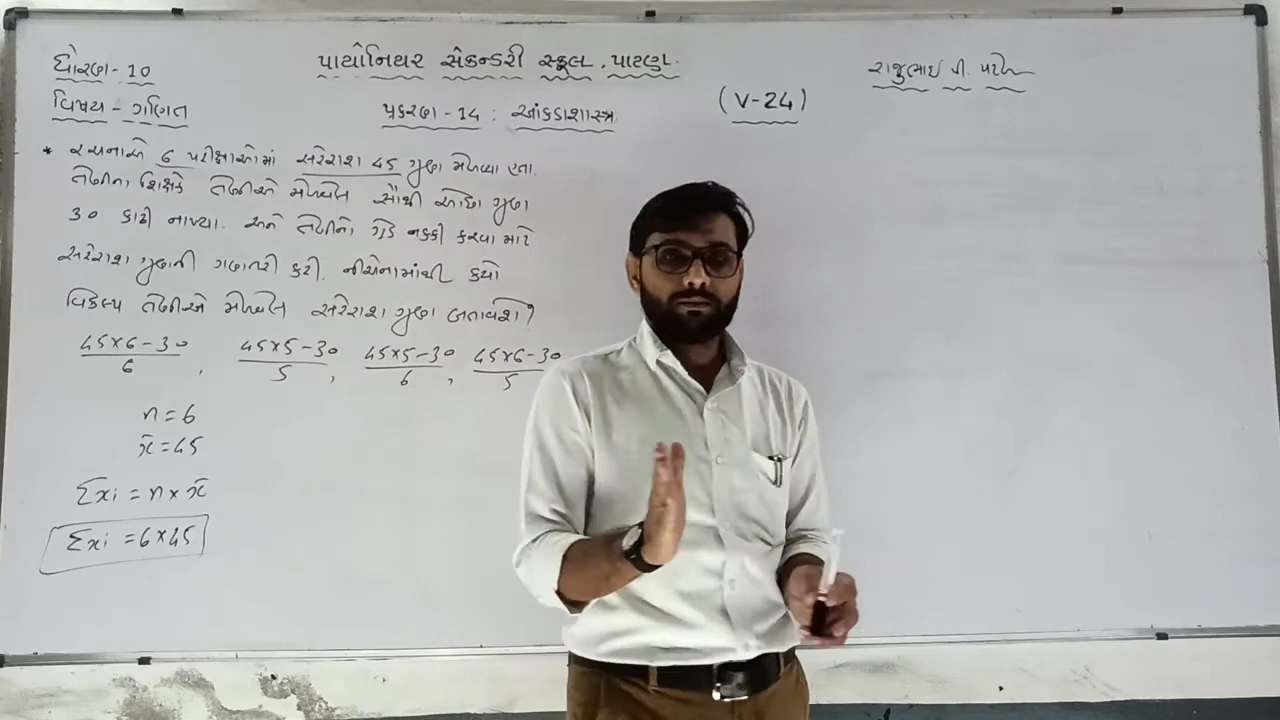 ધોરણ - 10
પાયોનિયર સેકન્ડરી સ્કૂલ, પાટણ.
રાજુભાઈ વી. પટેલ
વિષય - ગણિત
પ્રકરણ - 14 : આંકડાશાસ્ત્ર
(V-24)
* રચનાએ 6 પરીક્ષાઓમાં સરેરાશ 45 ગુણ મેળવ્યા હતા.
તેણીના શિક્ષકે તેણીએ મેળવેલ સૌથી ઓછા ગુણ
30 કાઢી નાખ્યા. અને તેણીનો ગ્રેડ નક્કી કરવા માટે
સરેરાશ ગુણની ગણતરી કરી. નીચેનામાંથી કયો
વિકલ્પ તેણીએ મેળવેલ સરેરાશ ગુણ બતાવશે?
45×6-30/6 , 45×5-30/5 , 45×5-30/6 , 45×6-30/5
n = 6
x̄ = 45
Σxi = n × x̄
Σxi = 6×45